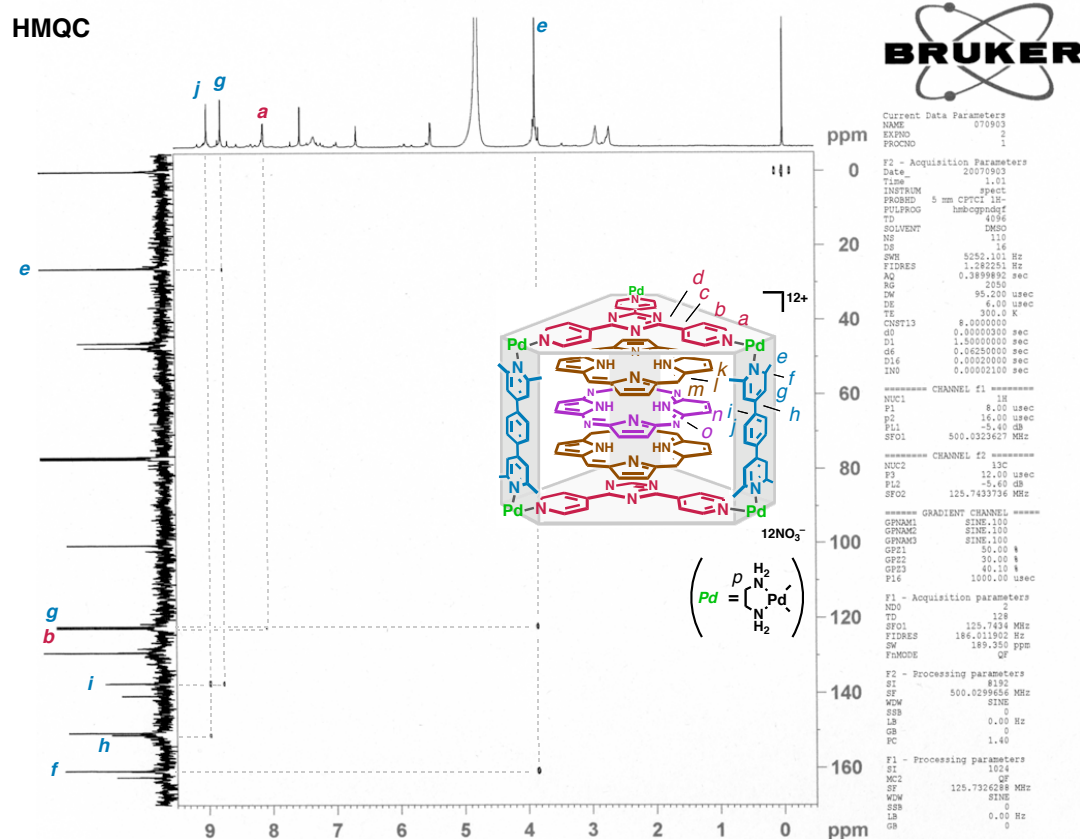 HMQC
BRUKER
j g a e
ppm
e
g
b
i
h
f
0
20
40
60
80
100
120
140
160
9 8 7 6 5 4 3 2 1 0 ppm
12+
d
c
b
a
Pd
N
N N
N
N N
Pd Pd
e
f
g
h
i
j
k
l
m
n
o
N
NH HN
N
NH HN
N
N
N
N
N
NH HN
N
N
N
N
N
Pd Pd
N N
N
N N
12NO3−
p
H2
N
Pd = Pd
N
H2
Current Data Parameters
NAME 070903
EXPNO 2
PROCNO 1
F2 - Acquisition Parameters
Date_ 20070903
Time 1.01
INSTRUM spect
PROBHD 5 mm CPTCI 1H-
PULPROG hmbcgpndqf
TD 4096
SOLVENT DMSO
NS 110
DS 16
SWH 5252.101 Hz
FIDRES 1.282251 Hz
AQ 0.3899892 sec
RG 2050
DW 95.200 usec
DE 6.00 usec
TE 300.0 K
CNST13 8.0000000
d0 0.00000300 sec
D1 1.50000000 sec
d6 0.06250000 sec
D16 0.00020000 sec
IN0 0.00002100 sec
======== CHANNEL f1 ========
NUC1 1H
P1 8.00 usec
p2 16.00 usec
PL1 -5.40 dB
SFO1 500.0323627 MHz
======== CHANNEL f2 ========
NUC2 13C
P3 12.00 usec
PL2 -5.60 dB
SFO2 125.7433736 MHz
====== GRADIENT CHANNEL =====
GPNAM1 SINE.100
GPNAM2 SINE.100
GPNAM3 SINE.100
GPZ1 50.00 %
GPZ2 30.00 %
GPZ3 40.10 %
P16 1000.00 usec
F1 - Acquisition parameters
ND0 2
TD 128
SFO1 125.7434 MHz
FIDRES 186.011902 Hz
SW 189.350 ppm
FnMODE QF
F2 - Processing parameters
SI 8192
SF 500.0299656 MHz
WDW SINE
SSB 0
LB 0.00 Hz
GB 0
PC 1.40
F1 - Processing parameters
SI 1024
MC2 QF
SF 125.7326288 MHz
WDW SINE
SSB 0
LB 0.00 Hz
GB 0